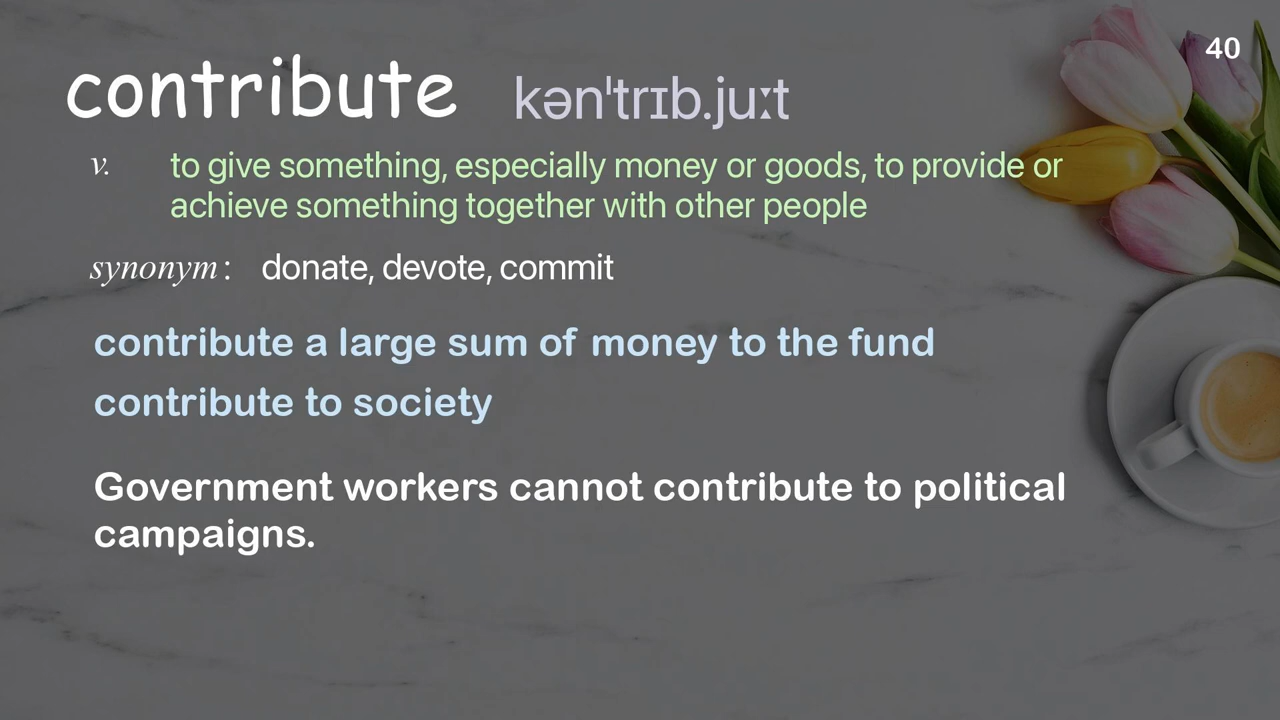 40
contribute kənˈtrɪb.juːt
v. to give something, especially money or goods, to provide or
achieve something together with other people
synonym: donate, devote, commit
contribute a large sum of money to the fund
contribute to society
Government workers cannot contribute to political
campaigns.